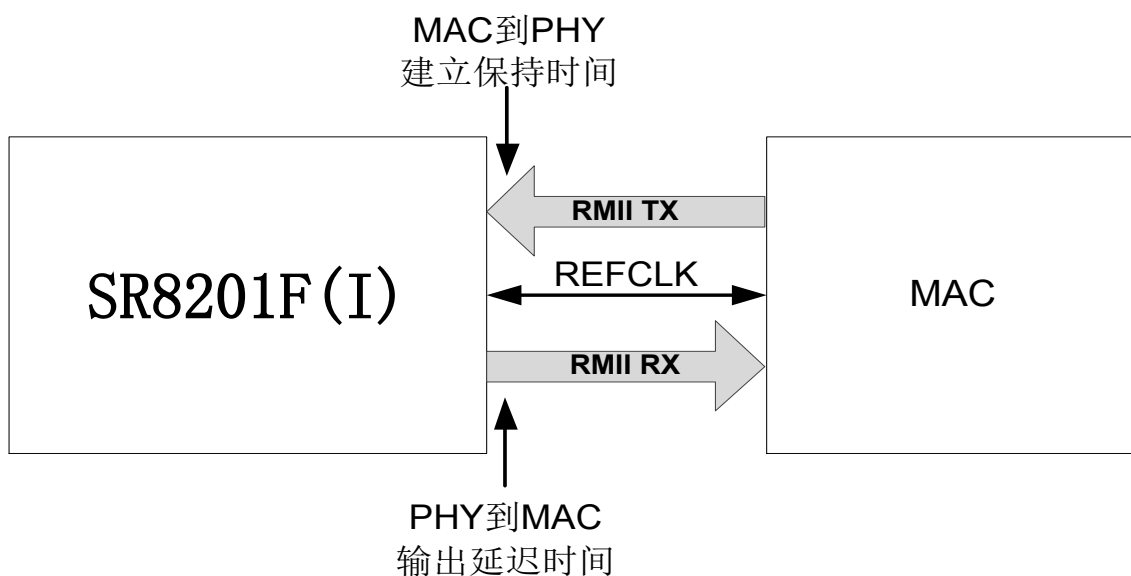 MAC到PHY
建立保持时间
RMII TX
REFCLK
SR8201F(I)
MAC
RMII RX
PHY到MAC
输出延迟时间